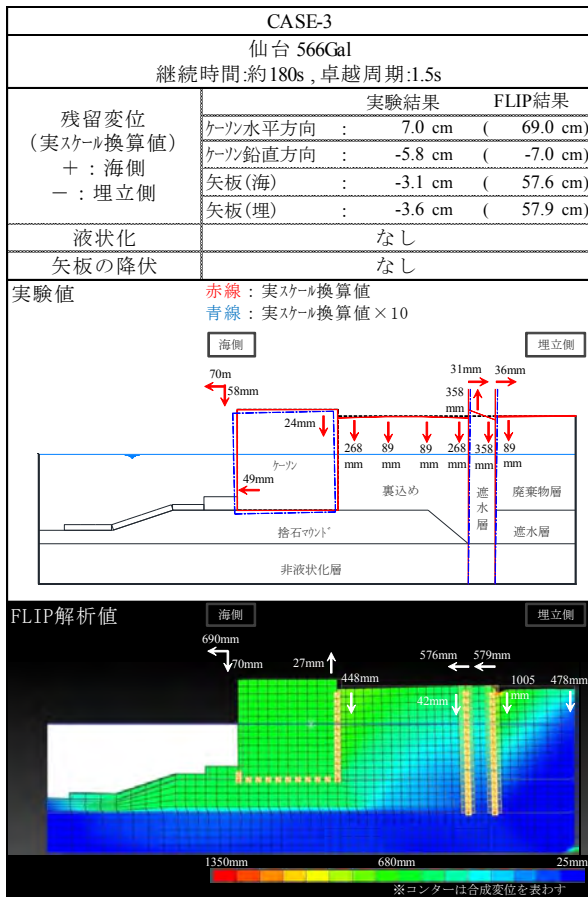 CASE-3
仙台 566Gal
継続時間:約180s , 卓越周期:1.5s
残留変位
（実ｽｹｰﾙ換算値）
＋：海側
－：埋立側
実験結果 FLIP結果
ｹｰｿﾝ水平方向 : 7.0 cm ( 69.0 cm)
ｹｰｿﾝ鉛直方向 : -5.8 cm ( -7.0 cm)
矢板(海) : -3.1 cm ( 57.6 cm)
矢板(埋) : -3.6 cm ( 57.9 cm)
液状化 なし
矢板の降伏 なし
実験値
赤線：実ｽｹｰﾙ換算値
青線：実ｽｹｰﾙ換算値×10
海側 埋立側
70m
58mm
31mm 36mm
358
mm
24mm
268
mm
89
mm
89
mm
268
mm
358
mm
89
mm
ｹｰｿﾝ
49mm
裏込め
遮水層
廃棄物層
捨石ﾏｳﾝﾄﾞ
遮水層
非液状化層
FLIP解析値
海側 埋立側
690mm
70mm
27mm
448mm
576mm 579mm
42mm
1005
mm
478mm
1350mm 680mm 25mm
※コンターは合成変位を表わす